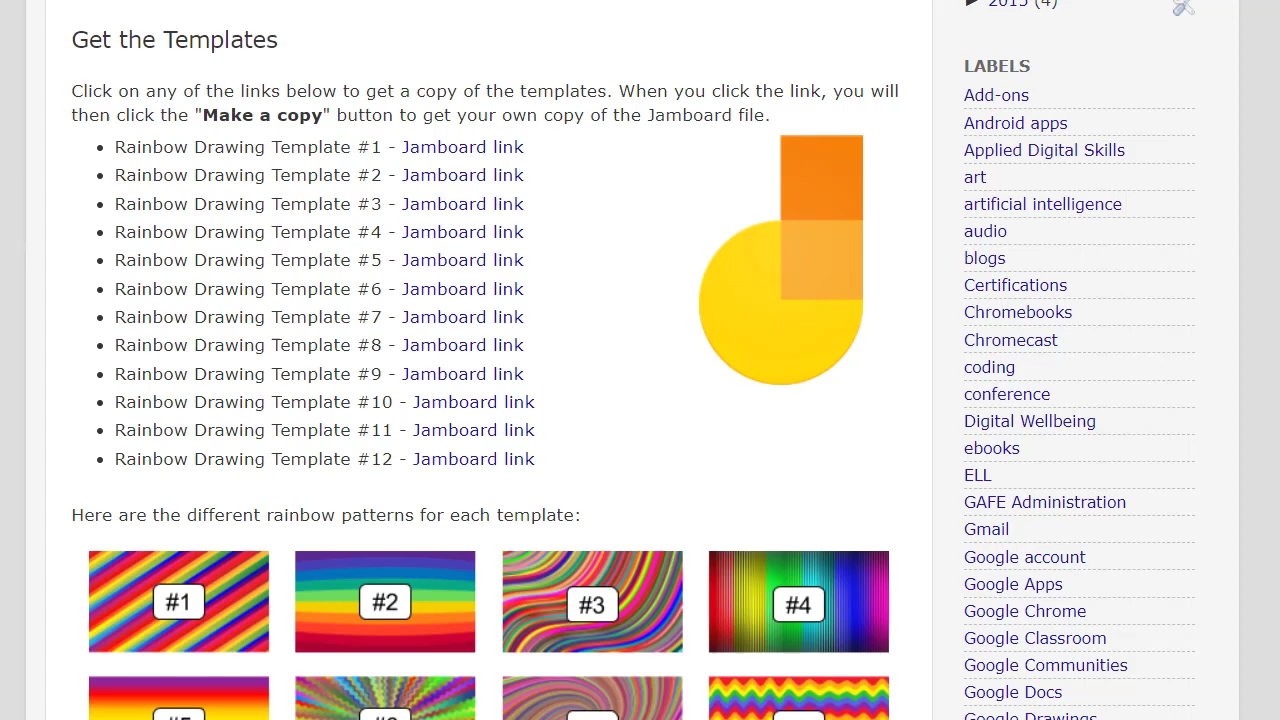 Get the Templates
Click on any of the links below to get a copy of the templates. When you click the link, you will
then click the "Make a copy" button to get your own copy of the Jamboard file.
• Rainbow Drawing Template #1 - Jamboard link
• Rainbow Drawing Template #2 - Jamboard link
• Rainbow Drawing Template #3 - Jamboard link
• Rainbow Drawing Template #4 - Jamboard link
• Rainbow Drawing Template #5 - Jamboard link
• Rainbow Drawing Template #6 - Jamboard link
• Rainbow Drawing Template #7 - Jamboard link
• Rainbow Drawing Template #8 - Jamboard link
• Rainbow Drawing Template #9 - Jamboard link
• Rainbow Drawing Template #10 - Jamboard link
• Rainbow Drawing Template #11 - Jamboard link
• Rainbow Drawing Template #12 - Jamboard link
Here are the different rainbow patterns for each template:
#1
#2
#3
#4
► 2015 (4)
LABELS
Add-ons
Android apps
Applied Digital Skills
art
artificial intelligence
audio
blogs
Certifications
Chromebooks
Chromecast
coding
conference
Digital Wellbeing
ebooks
ELL
GAFE Administration
Gmail
Google account
Google Apps
Google Chrome
Google Classroom
Google Communities
Google Docs
Google Drawings